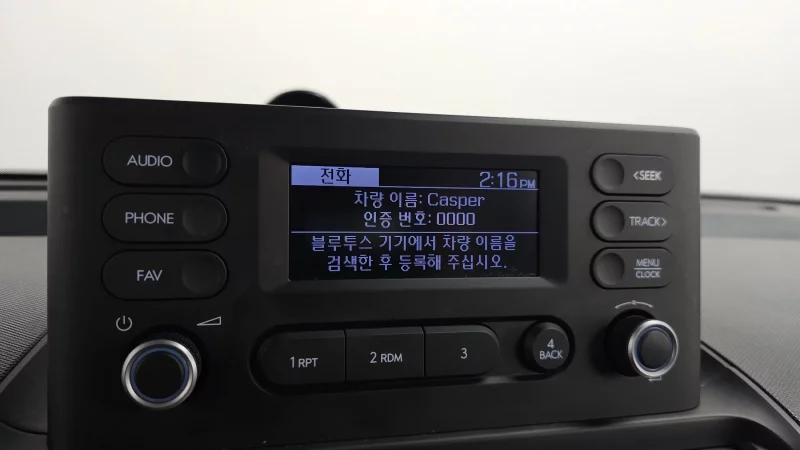 전화 2:16 PM
차량 이름: Casper
인증 번호: 0000
블루투스 기기에서 차량 이름을
검색한 후 등록해 주십시오.
AUDIO
PHONE
FAV
<SEEK
TRACK>
MENU
CLOCK
1 RPT
2 RDM
3
4
BACK